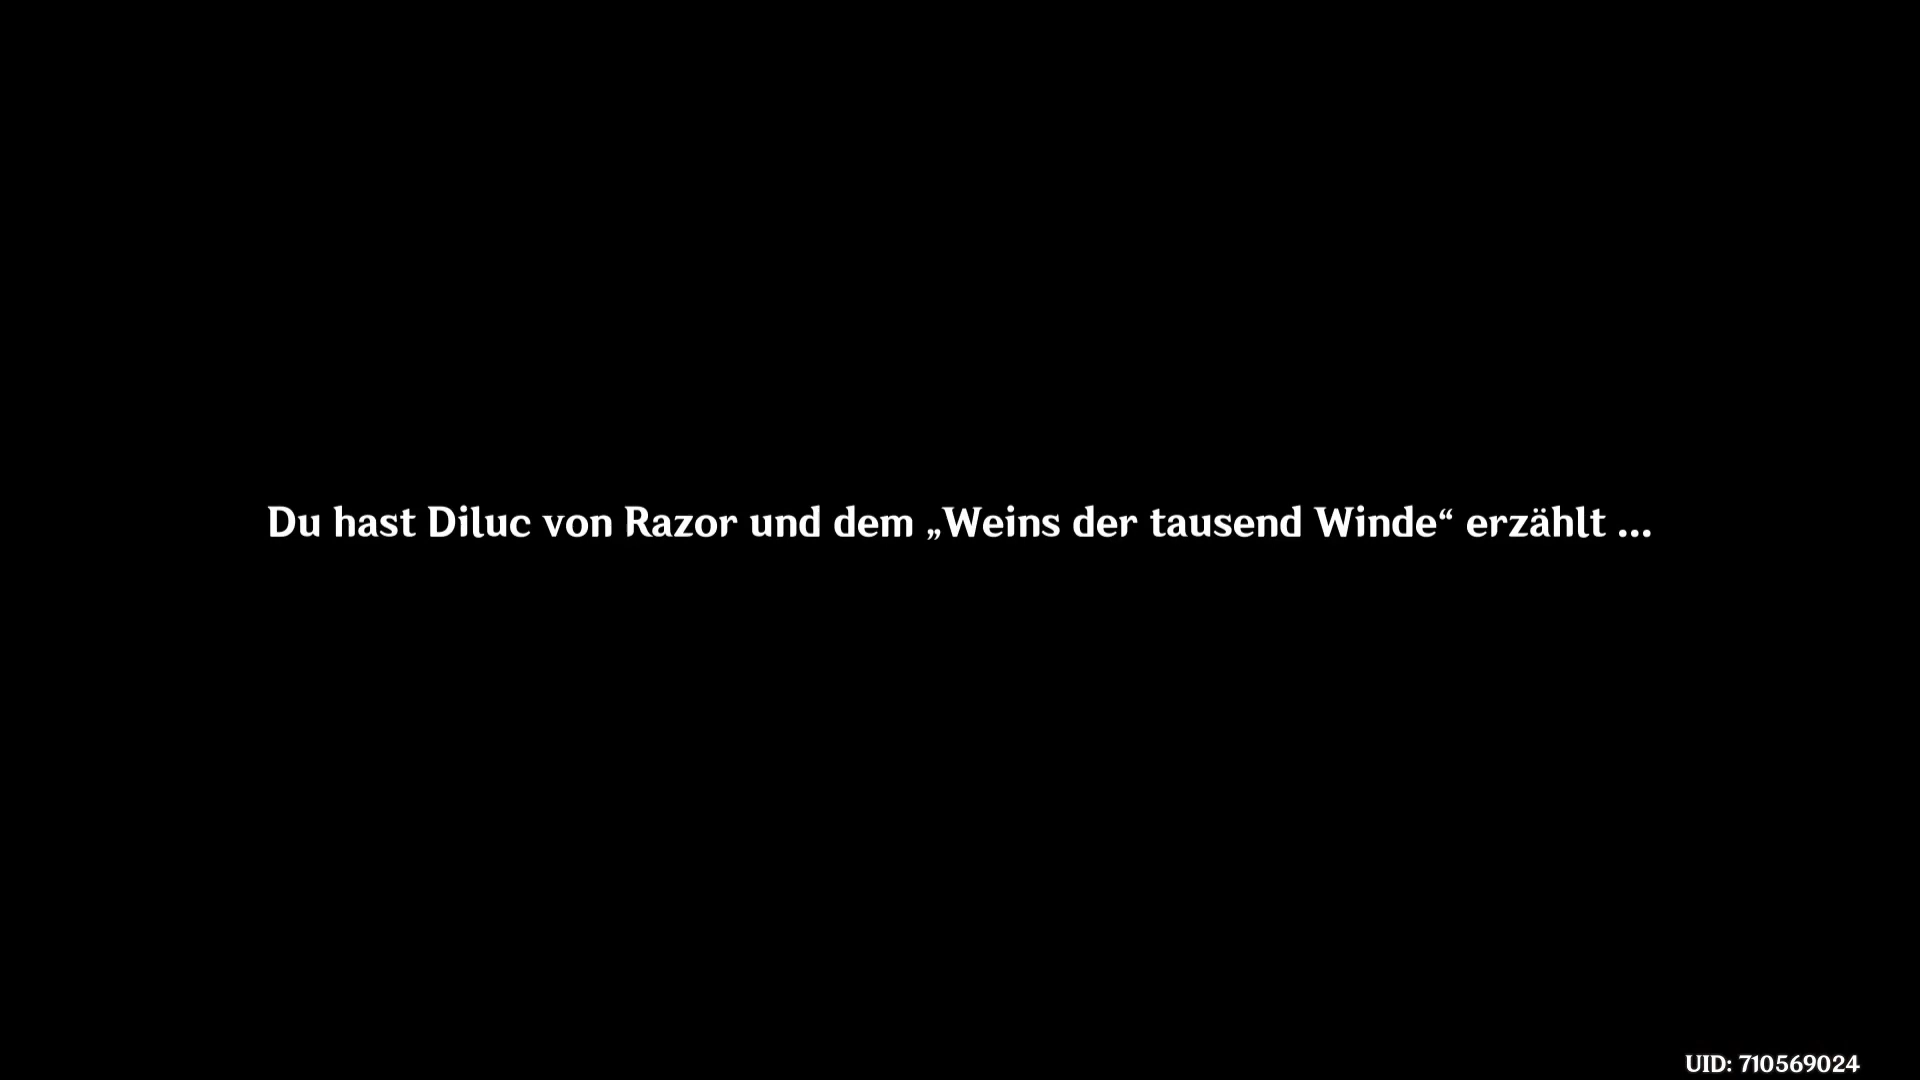 Du hast Diluc von Razor und dem „Weins der tausend Winde“ erzählt ...
UID: 710569024